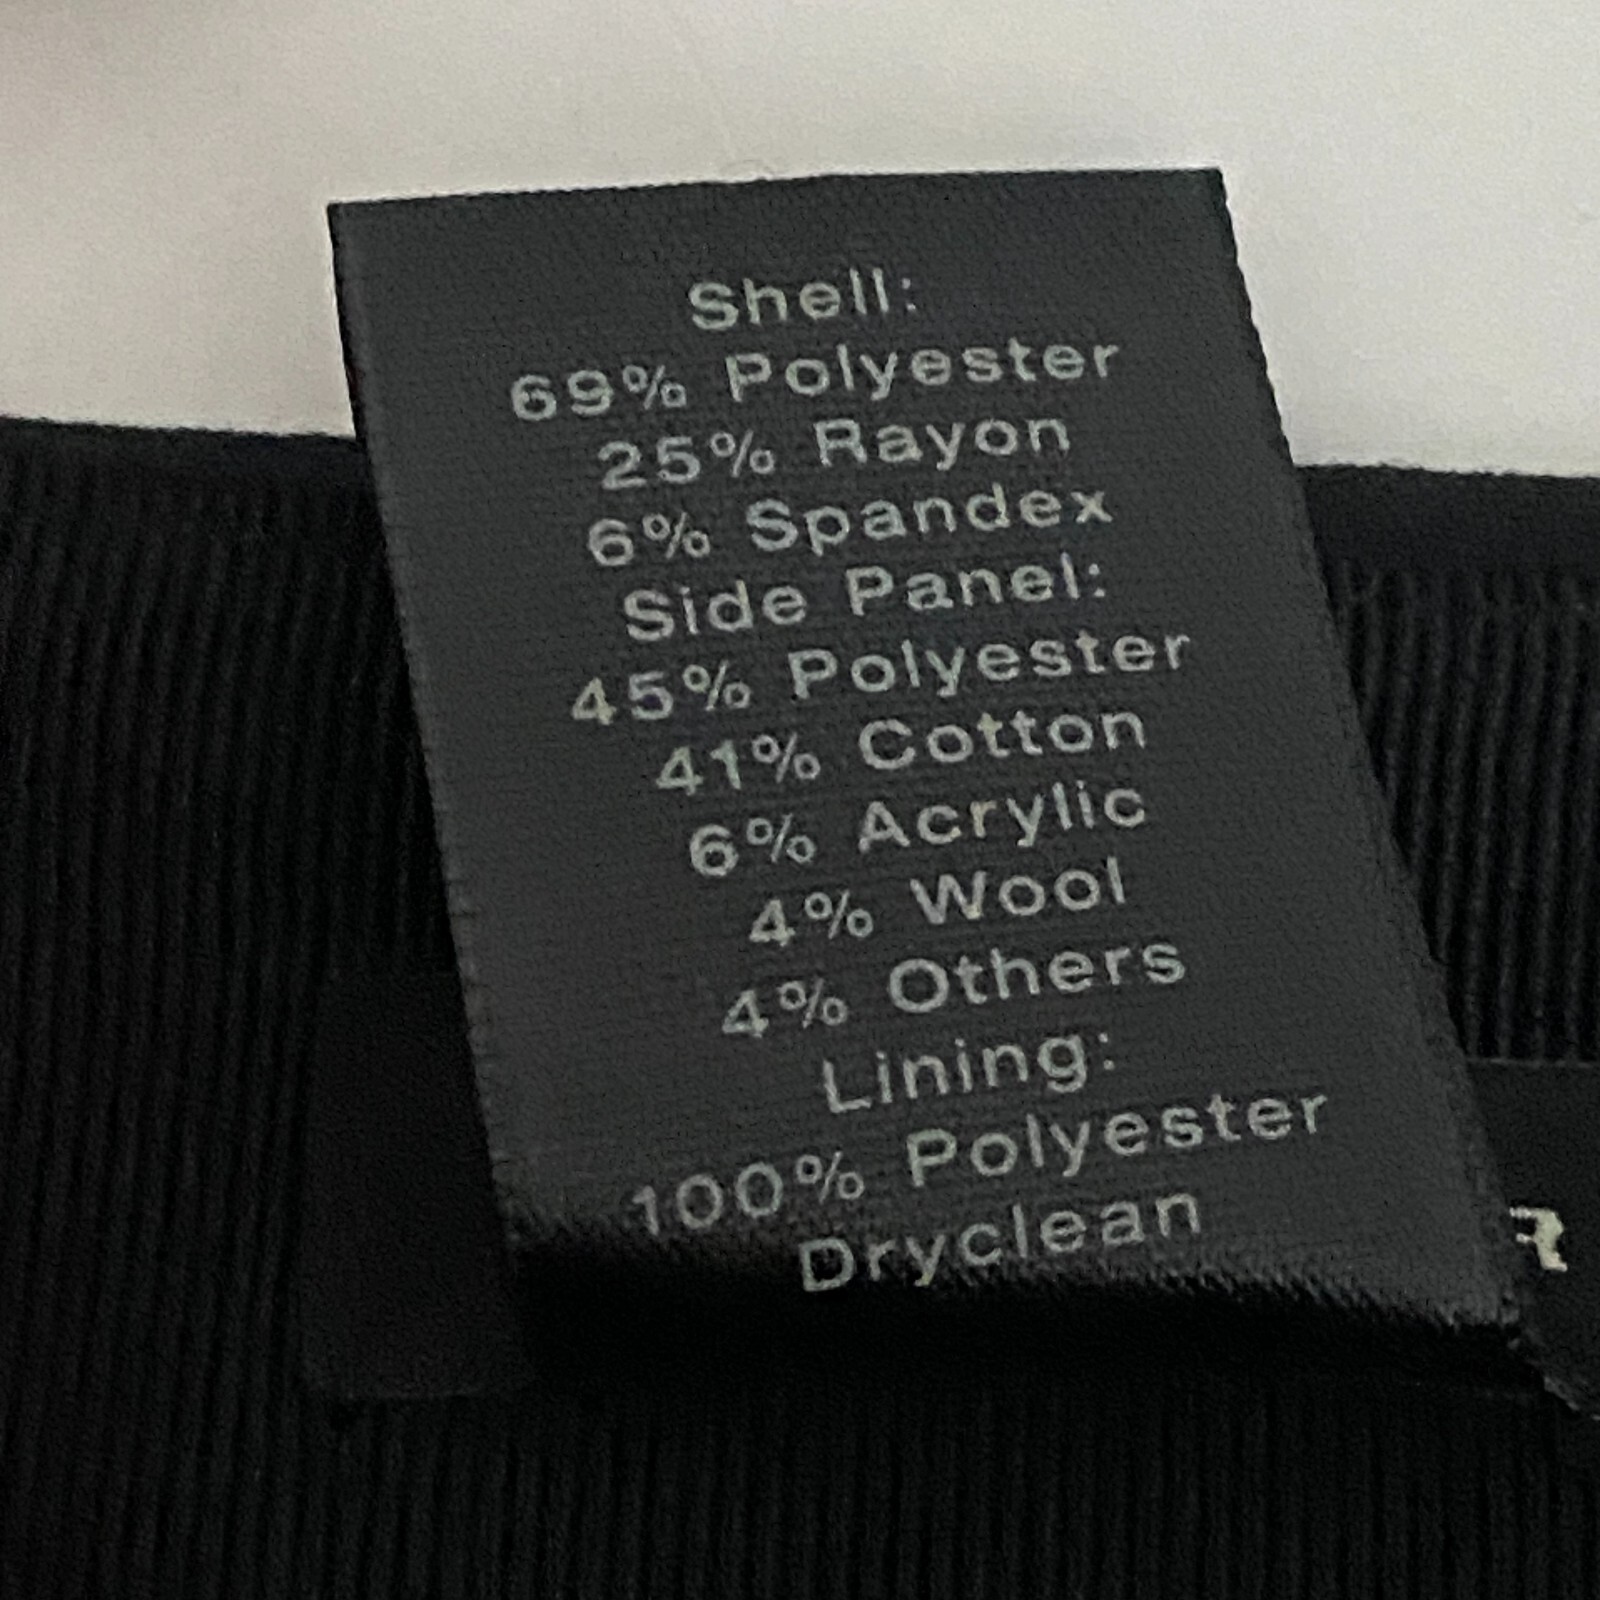 Shell:
69% Polyester
25% Rayon
6% Spandex
Side Panel:
45% Polyester
41% Cotton
6% Acrylic
4% Wool
4% Others
Lining:
100% Polyester
Dryclean
R